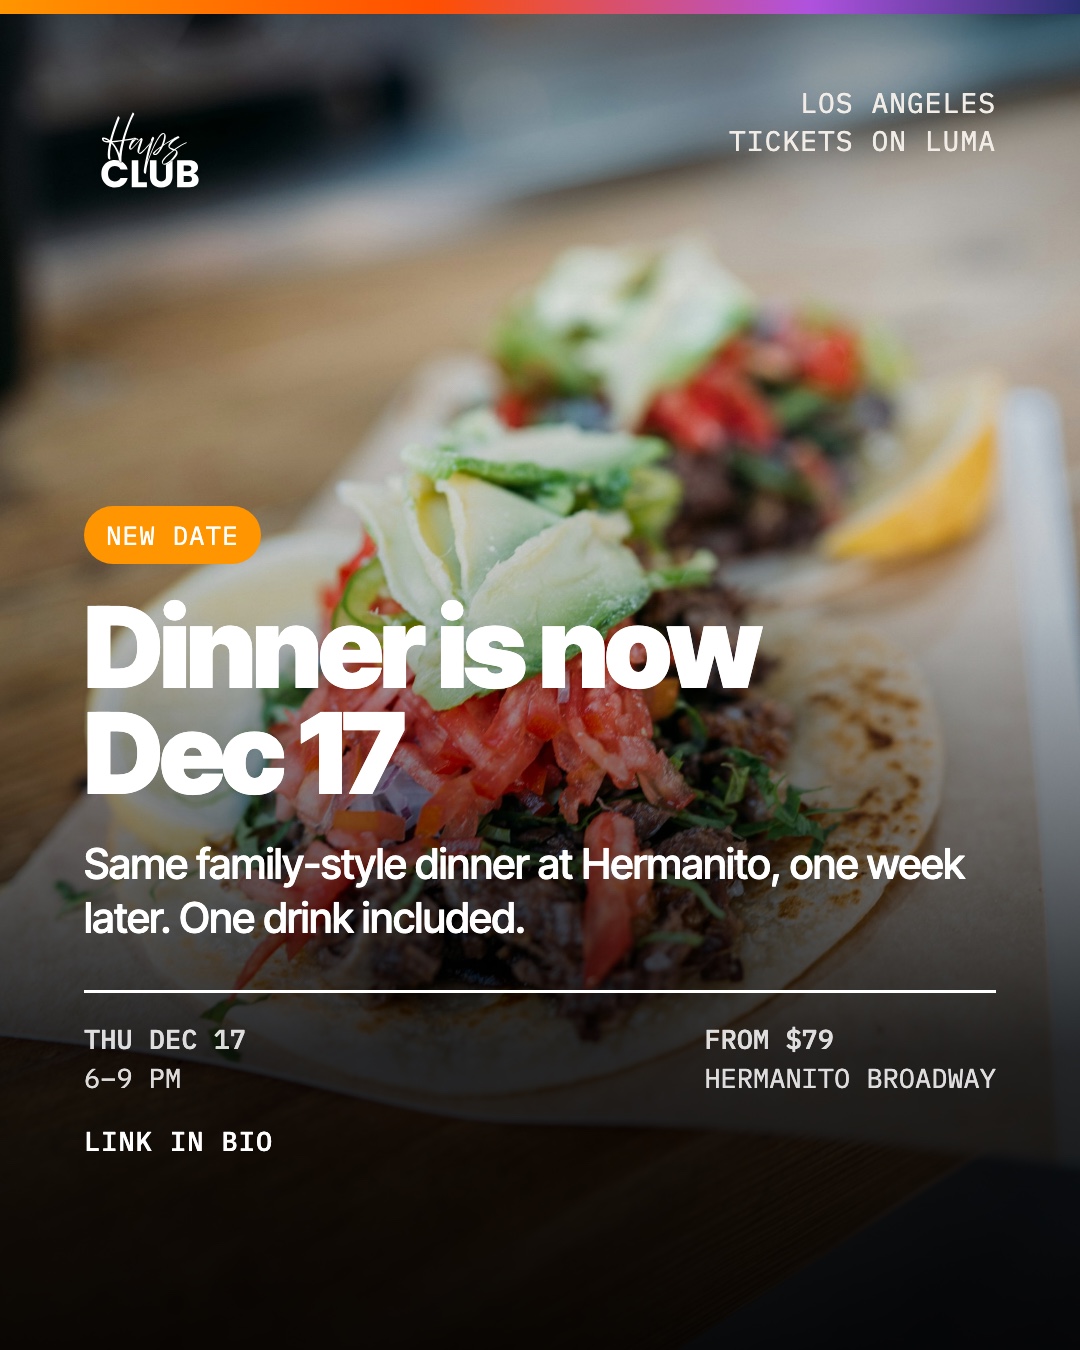 Haps
CLUB
LOS ANGELES
TICKETS ON LUMA
NEW DATE
Dinner is now
Dec 17
Same family-style dinner at Hermanito, one week
later. One drink included.
THU DEC 17
6–9 PM
FROM $79
HERMANITO BROADWAY
LINK IN BIO